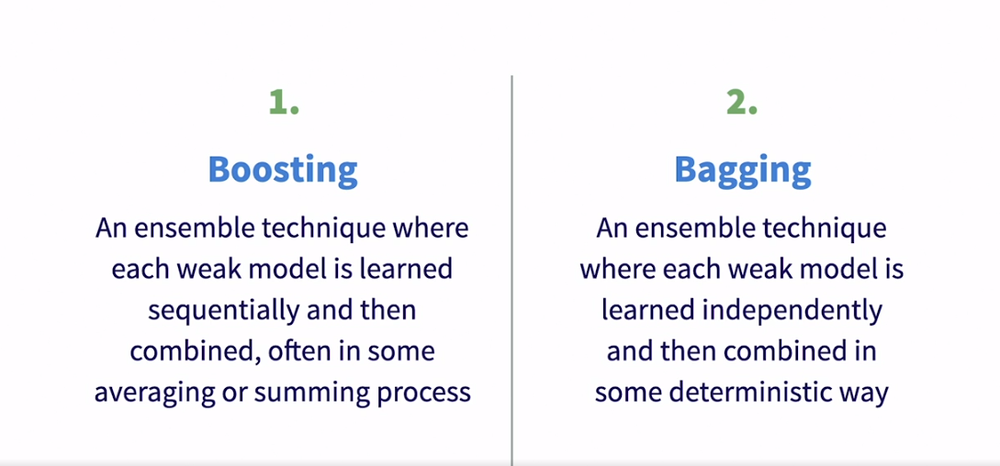 1.
Boosting
An ensemble technique where
each weak model is learned
sequentially and then
combined, often in some
averaging or summing process
2.
Bagging
An ensemble technique
where each weak model is
learned independently
and then combined in
some deterministic way